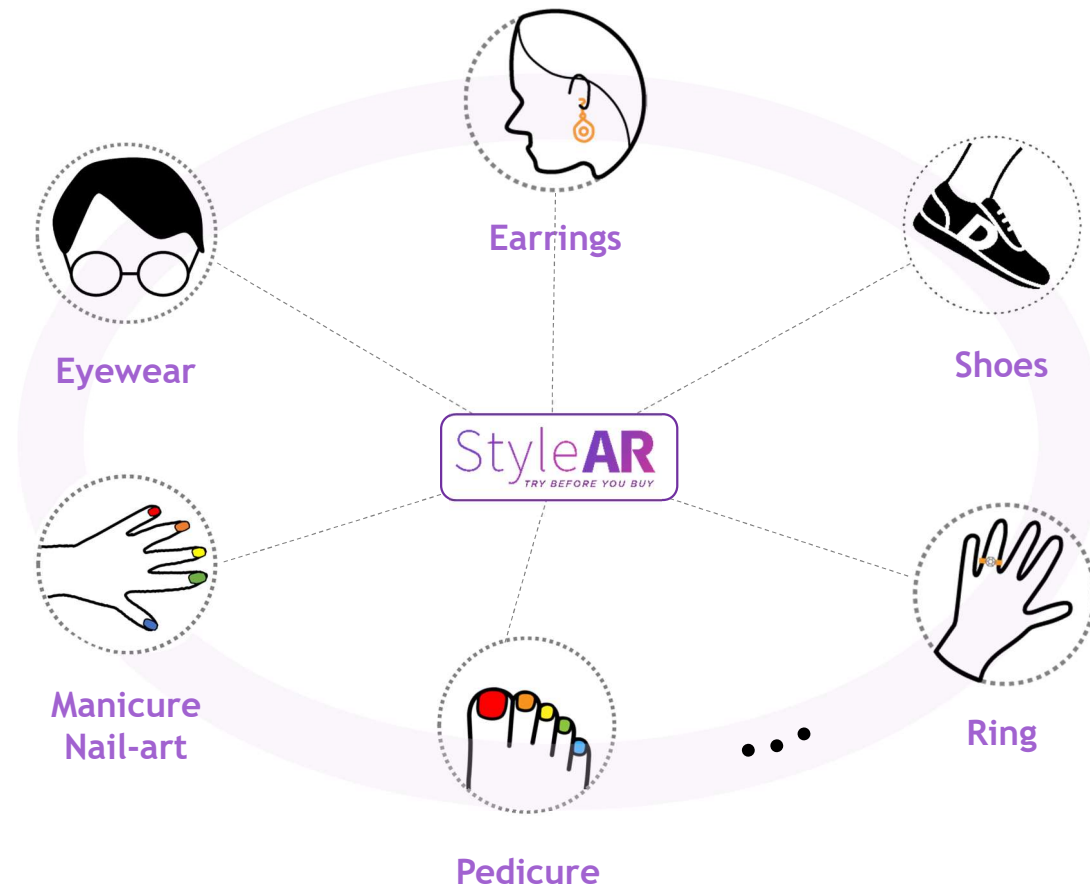 Earrings
Eyewear
Shoes
D
StyleAR
TRY BEFORE YOU BUY
Manicure
Nail-art
Ring
...
Pedicure